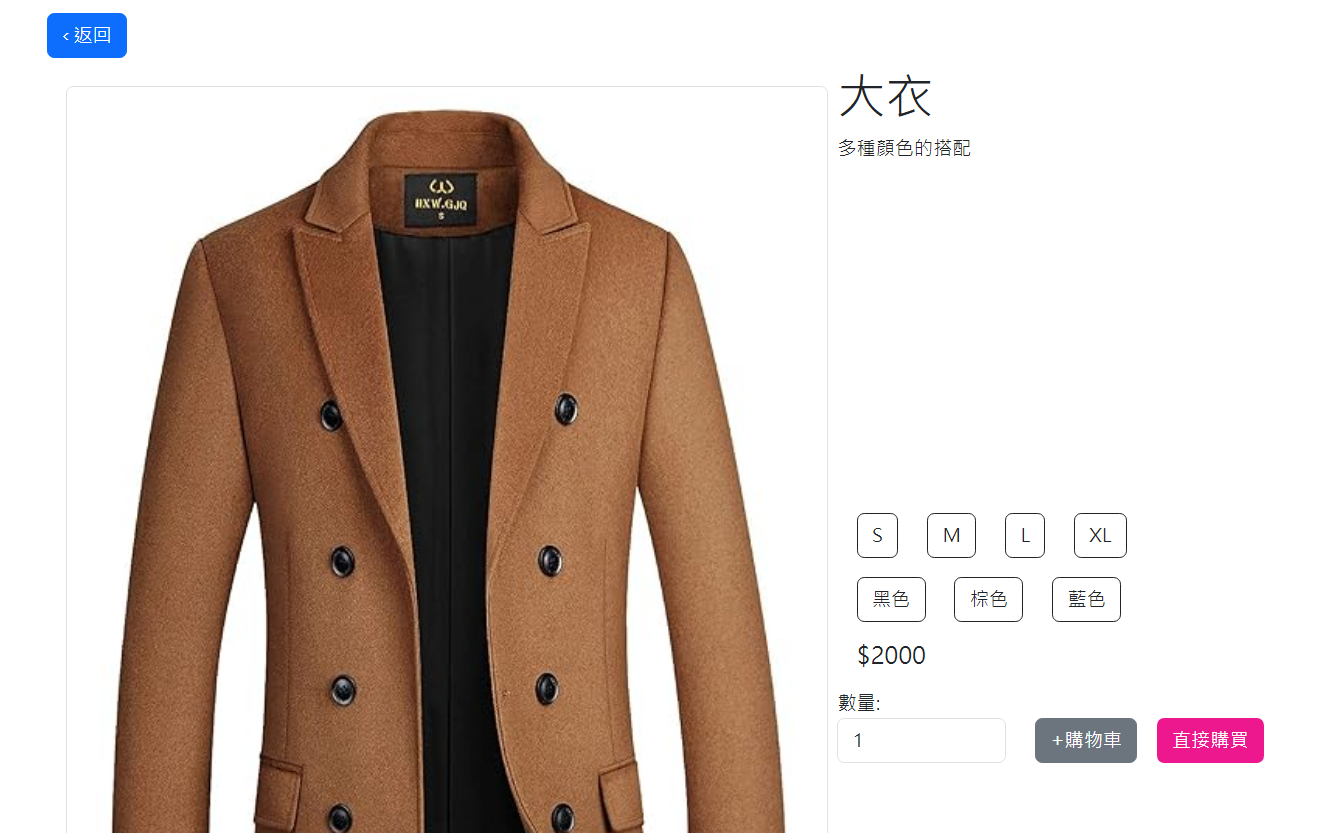 ‹ 返回
大衣
多種顏色的搭配
HXW.GJQ
S
S M L XL
黑色 棕色 藍色
$2000
數量:
1 +購物車 直接購買